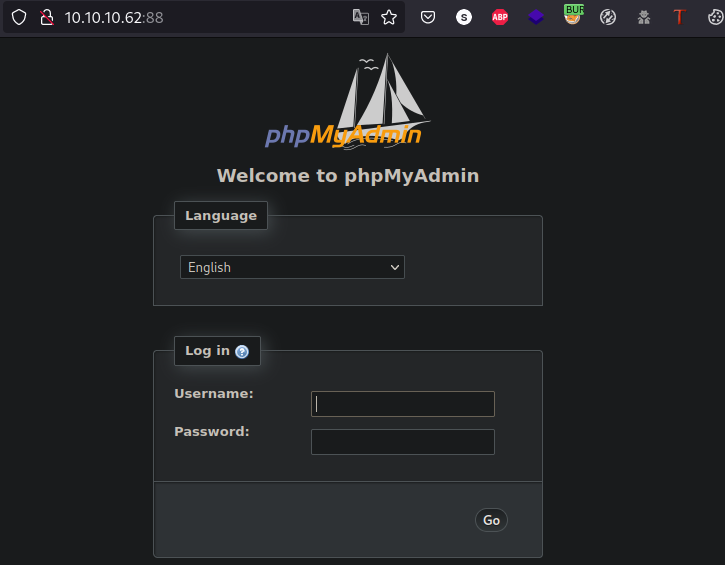 10.10.10.62:88
S
ABP
BUR
T
phpMyAdmin
Welcome to phpMyAdmin
Language
English
Log in
Username:
Password:
Go